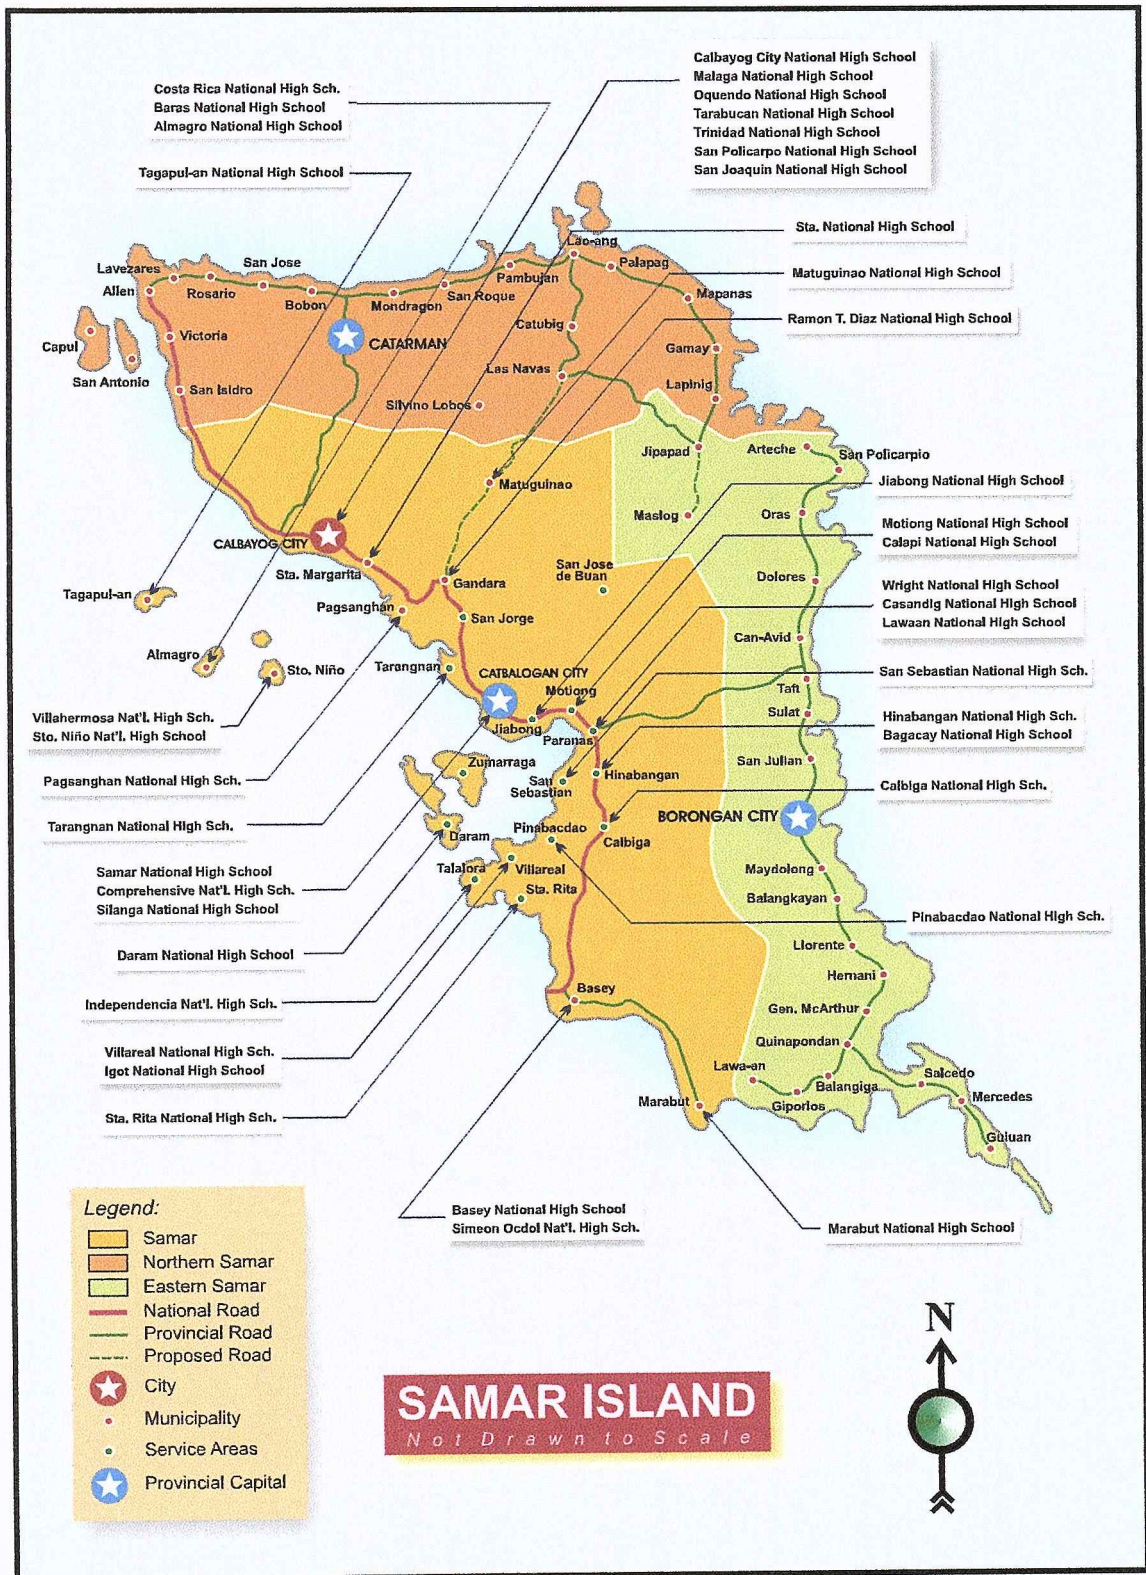 Costa Rica National High Sch.
Baras National High School
Almagro National High School
Calbayog City National High School
Malaga National High School
Oquendo National High School
Tarabucan National High School
Trinidad National High School
San Policarpo National High School
San Joaquin National High School
Tagapul-an National High School
Sta. National High School
Matuguinao National High School
Ramon T. Diaz National High School
Lao-ang
Palapag
Pambujan
San Jose
Lavezares
Allen
Rosario
Bobon
Mondragon
San Roque
Mapanas
Capul
San Antonio
Victoria
CATARMAN
Catubig
Gamay
San Isidro
Las Navas
Lapinig
Silvino Lobos
Jipapad
Arteche
San Policarpio
Matuguinao
Maslog
Oras
Jiabong National High School
Motiong National High School
Calapi National High School
CALBAYOG CITY
Sta. Margarita
Gandara
San Jose
de Buan
Dolores
Wright National High School
Casandig National High School
Lawaan National High School
Tagapul-an
Pagsanghan
San Jorge
Can-Avid
Almagro
Sto. Niño
Tarangnan
CATBALOGAN CITY
Motiong
Jiabong
Paranas
Taft
Sulat
San Sebastian National High Sch.
Villahermosa Nat'l. High Sch.
Sto. Niño Nat'l. High School
Hinabangan National High Sch.
Bagacay National High School
Pagsanghan National High Sch.
Zumarraga
San
Sebastian
Hinabangan
San Julian
Calbiga National High Sch.
Tarangnan National High Sch.
Daram
Pinabacdao
Calbiga
BORONGAN CITY
Samar National High School
Comprehensive Nat'l. High Sch.
Silanga National High School
Talalora
Villareal
Sta. Rita
Maydolong
Balangkayan
Pinabacdao National High Sch.
Daram National High School
Llorente
Hernani
Independencia Nat'l. High Sch.
Basey
Gen. McArthur
Villareal National High Sch.
Igot National High School
Quinapondan
Lawa-an
Balangiga
Giporlos
Salcedo
Mercedes
Guiuan
Sta. Rita National High Sch.
Marabut
Basey National High School
Simeon Ocdol Nat'l. High Sch.
Marabut National High School
Legend:
Samar
Northern Samar
Eastern Samar
National Road
Provincial Road
Proposed Road
City
Municipality
Service Areas
Provincial Capital
N
SAMAR ISLAND
Not Drawn to Scale